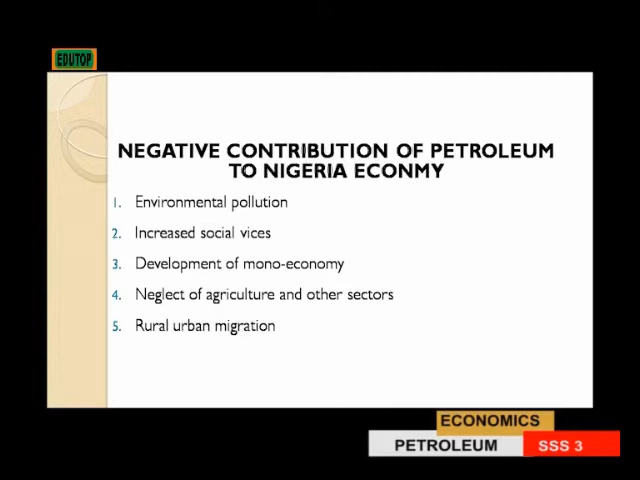 EDUTOP
NEGATIVE CONTRIBUTION OF PETROLEUM
TO NIGERIA ECONMY
1. Environmental pollution
2. Increased social vices
3. Development of mono-economy
4. Neglect of agriculture and other sectors
5. Rural urban migration
ECONOMICS
PETROLEUM SSS 3